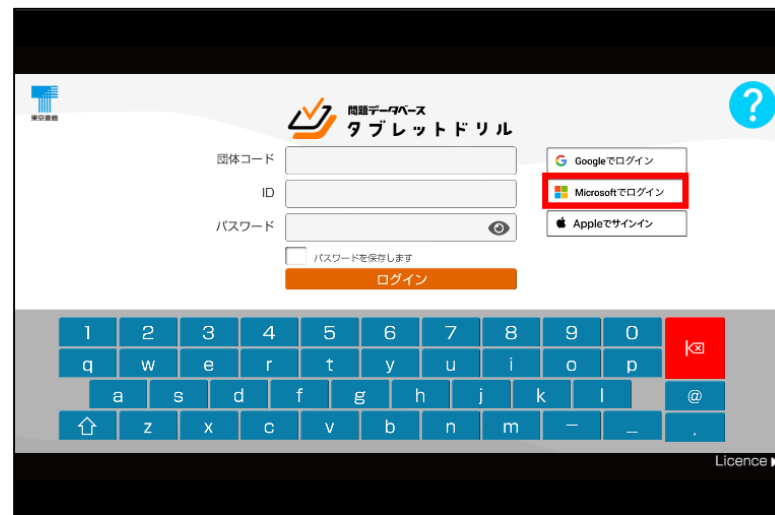 東京書籍
問題データベース
タブレットドリル
?
団体コード
ID
パスワード
パスワードを保存します
ログイン
Googleでログイン
Microsoftでログイン
Appleでサインイン
1 2 3 4 5 6 7 8 9 0
q w e r t y u i o p
a s d f g h j k l @
z x c v b n m － _ .
Licence